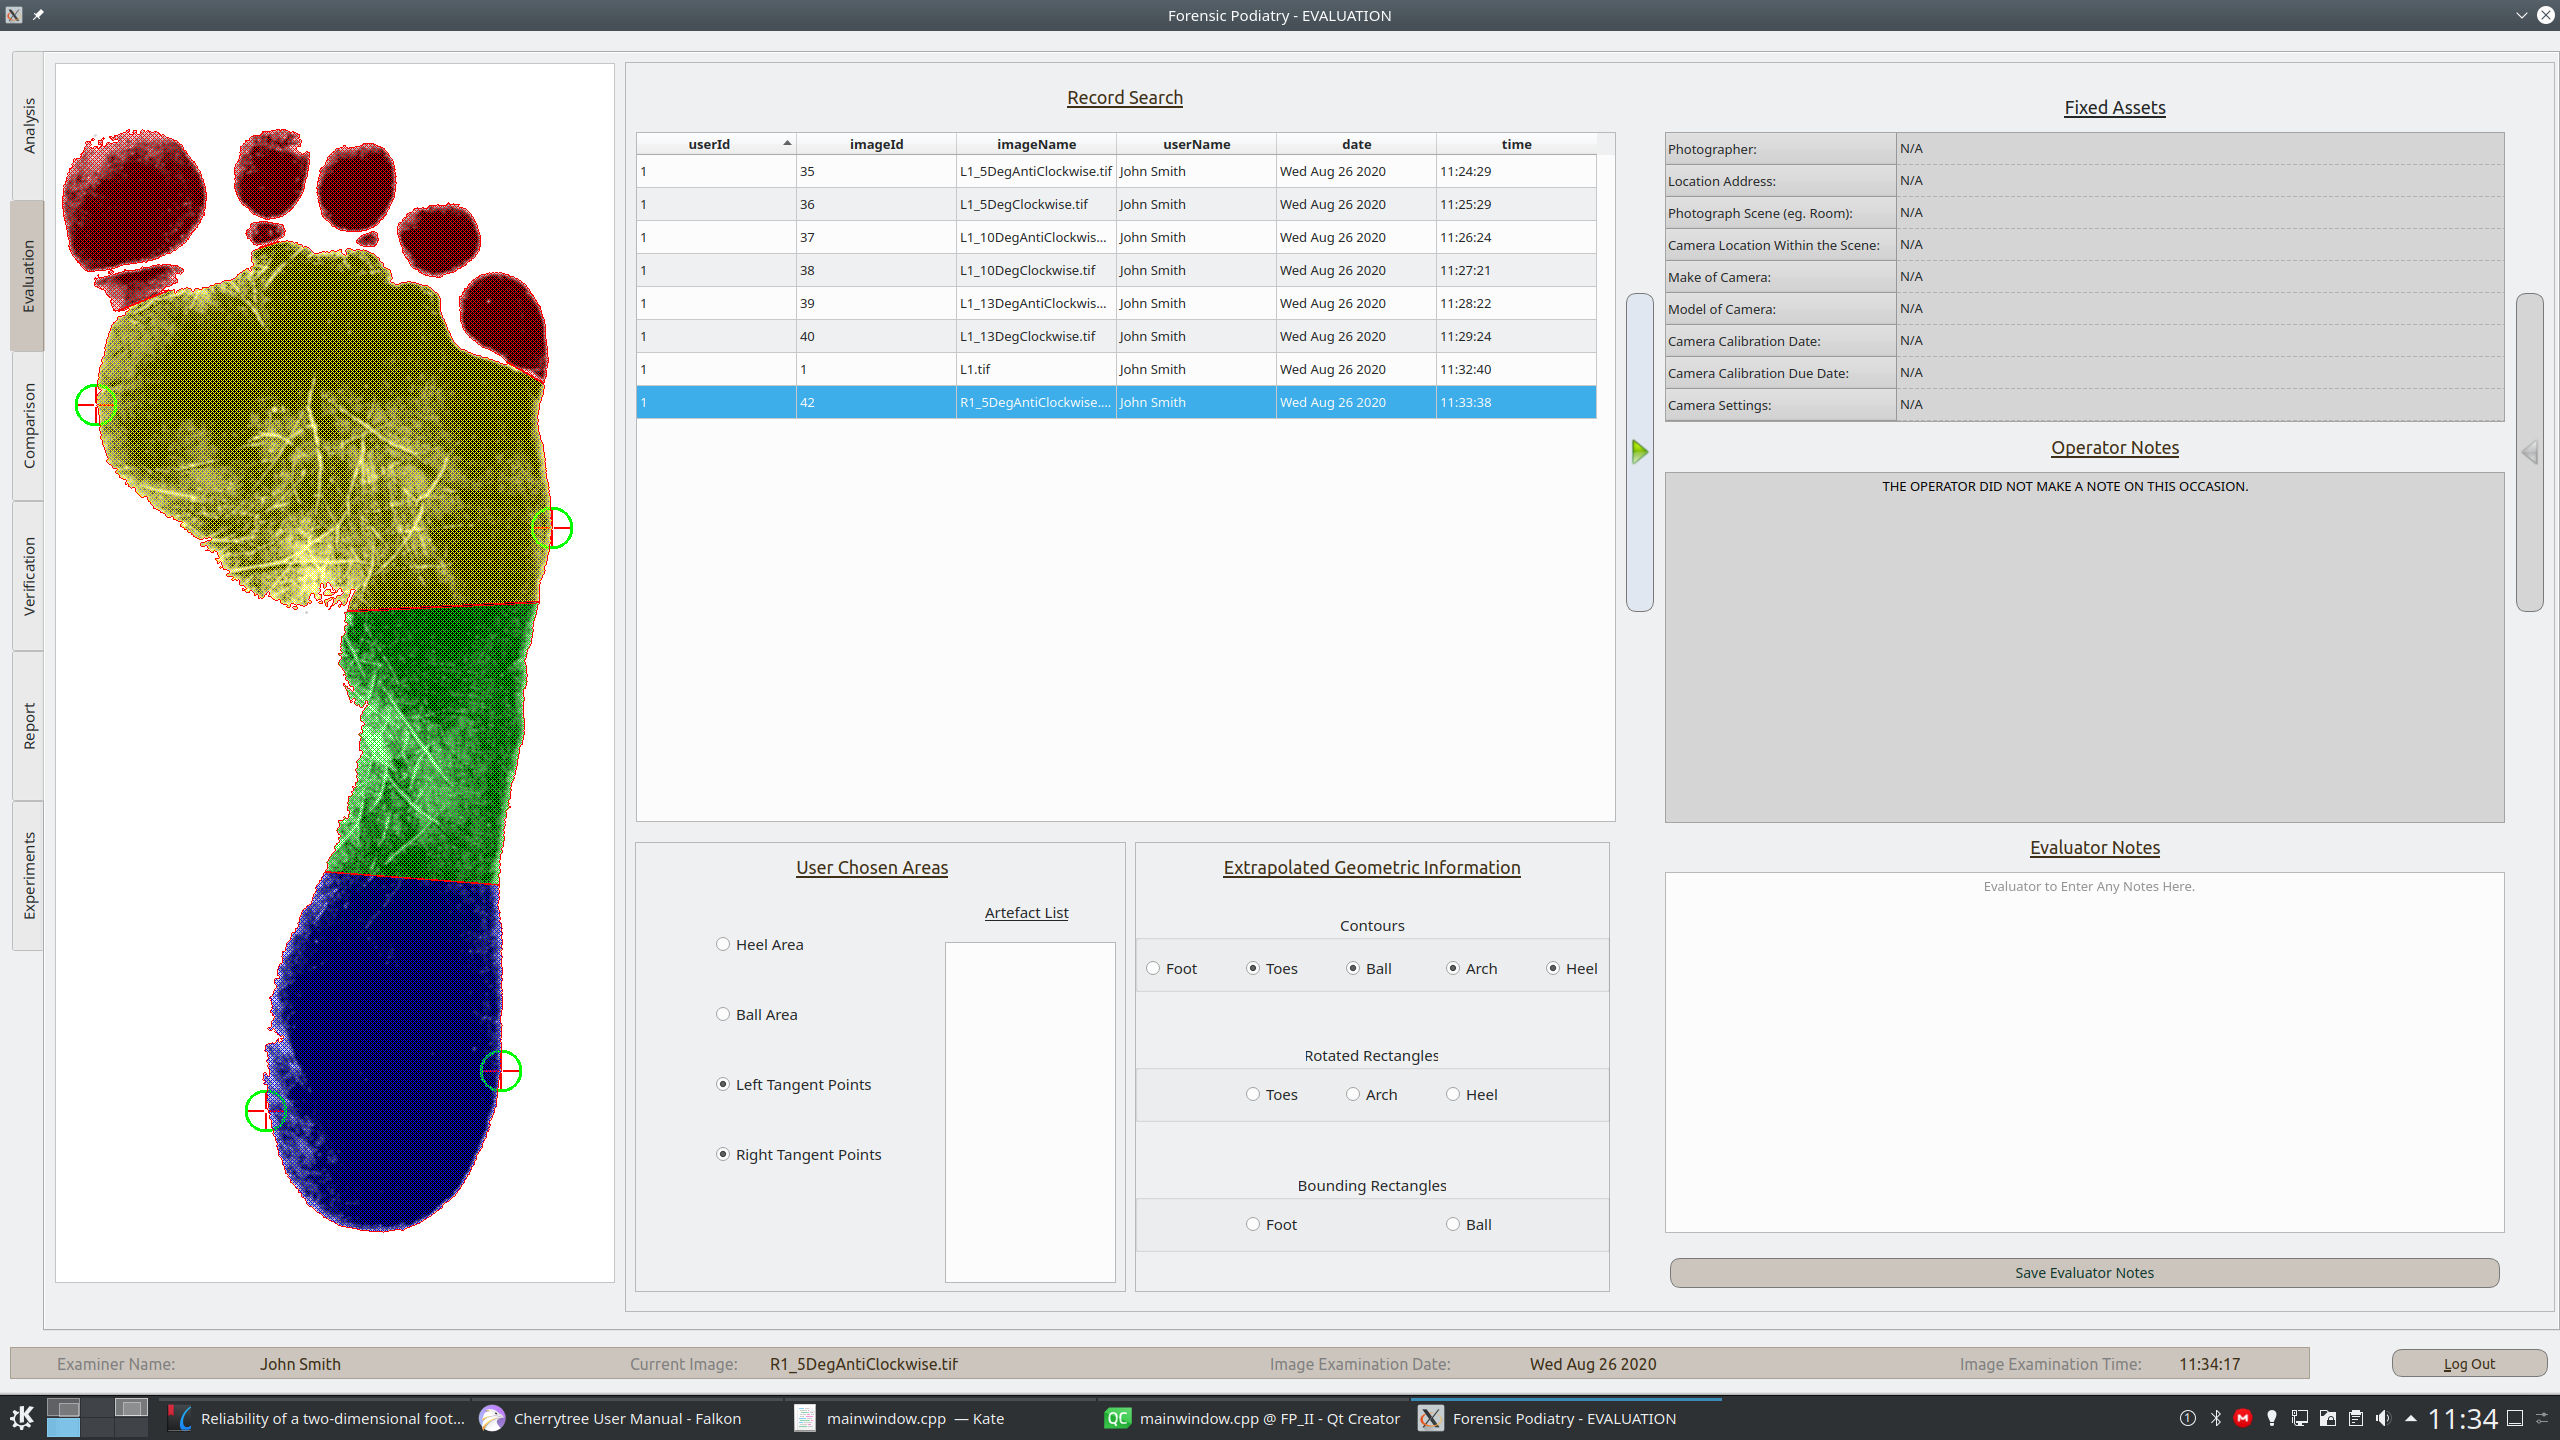 Forensic Podiatry - EVALUATION
Analysis
Evaluation
Comparison
Verification
Report
Experiments
Record Search
userId imageId imageName userName date time
1 35 L1_5DegAntiClockwise.tif John Smith Wed Aug 26 2020 11:24:29
1 36 L1_5DegClockwise.tif John Smith Wed Aug 26 2020 11:25:29
1 37 L1_10DegAntiClockwis... John Smith Wed Aug 26 2020 11:26:24
1 38 L1_10DegClockwise.tif John Smith Wed Aug 26 2020 11:27:21
1 39 L1_13DegAntiClockwis... John Smith Wed Aug 26 2020 11:28:22
1 40 L1_13DegClockwise.tif John Smith Wed Aug 26 2020 11:29:24
1 1 L1.tif John Smith Wed Aug 26 2020 11:32:40
1 42 R1_5DegAntiClockwise.... John Smith Wed Aug 26 2020 11:33:38
User Chosen Areas
Artefact List
Heel Area
Ball Area
Left Tangent Points
Right Tangent Points
Extrapolated Geometric Information
Contours
Foot Toes Ball Arch Heel
Rotated Rectangles
Toes Arch Heel
Bounding Rectangles
Foot Ball
Fixed Assets
Photographer: N/A
Location Address: N/A
Photograph Scene (eg. Room): N/A
Camera Location Within the Scene: N/A
Make of Camera: N/A
Model of Camera: N/A
Camera Calibration Date: N/A
Camera Calibration Due Date: N/A
Camera Settings: N/A
Operator Notes
THE OPERATOR DID NOT MAKE A NOTE ON THIS OCCASION.
Evaluator Notes
Evaluator to Enter Any Notes Here.
Save Evaluator Notes
Examiner Name: John Smith Current Image: R1_5DegAntiClockwise.tif Image Examination Date: Wed Aug 26 2020 Image Examination Time: 11:34:17
Log Out
Reliability of a two-dimensional foot... Cherrytree User Manual - Falkon mainwindow.cpp — Kate mainwindow.cpp @ FP_II - Qt Creator Forensic Podiatry - EVALUATION 11:34